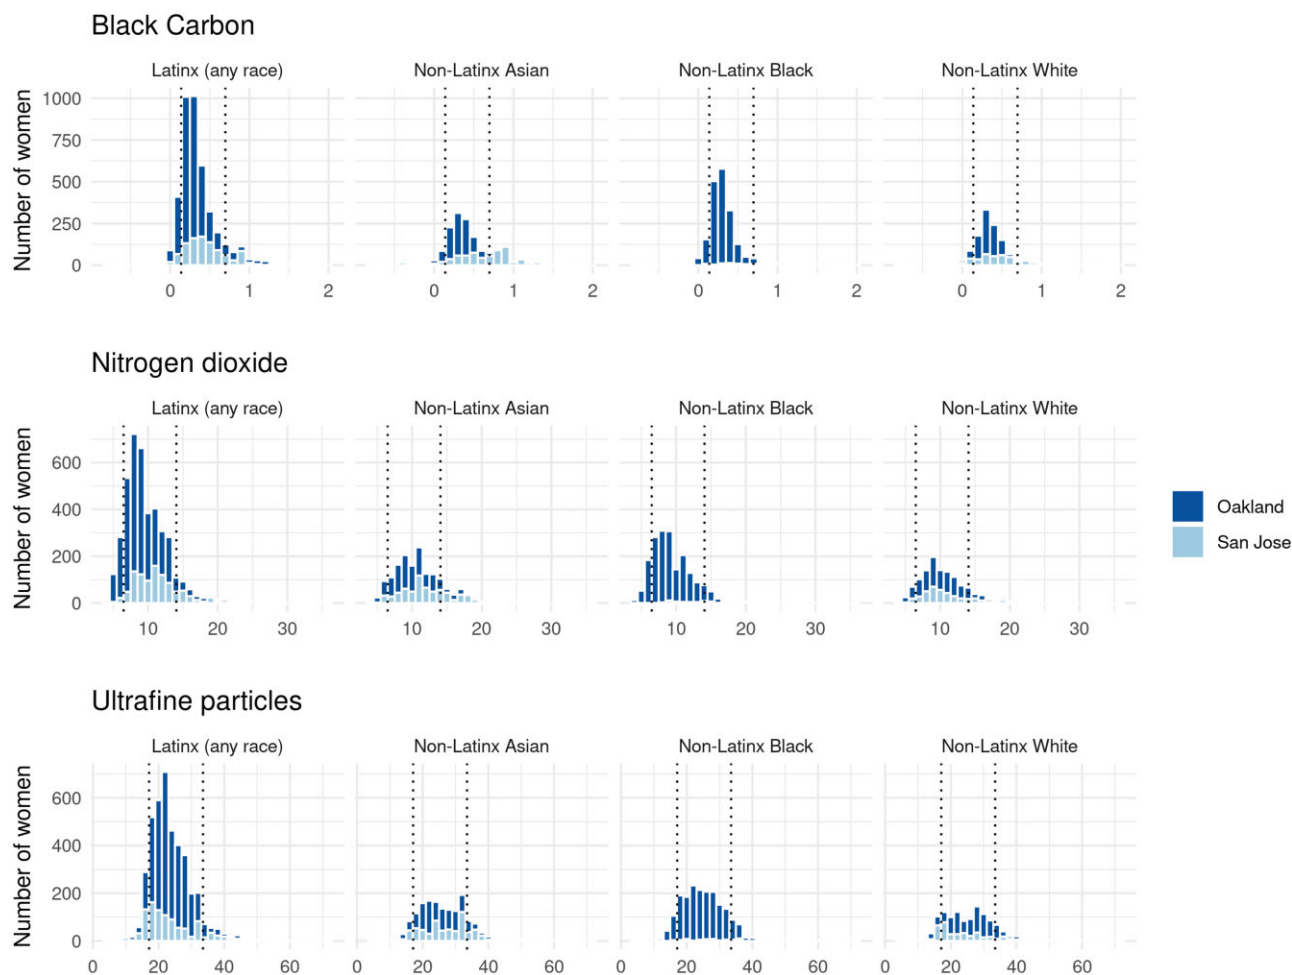 Black Carbon
Latinx (any race) Non-Latinx Asian Non-Latinx Black Non-Latinx White
Number of women
1000
750
500
250
0
0 1 2 0 1 2 0 1 2 0 1 2
Nitrogen dioxide
Latinx (any race) Non-Latinx Asian Non-Latinx Black Non-Latinx White
Number of women
600
400
200
0
10 20 30 10 20 30 10 20 30 10 20 30
Oakland
San Jose
Ultrafine particles
Latinx (any race) Non-Latinx Asian Non-Latinx Black Non-Latinx White
Number of women
600
400
200
0
0 20 40 60 0 20 40 60 0 20 40 60 0 20 40 60